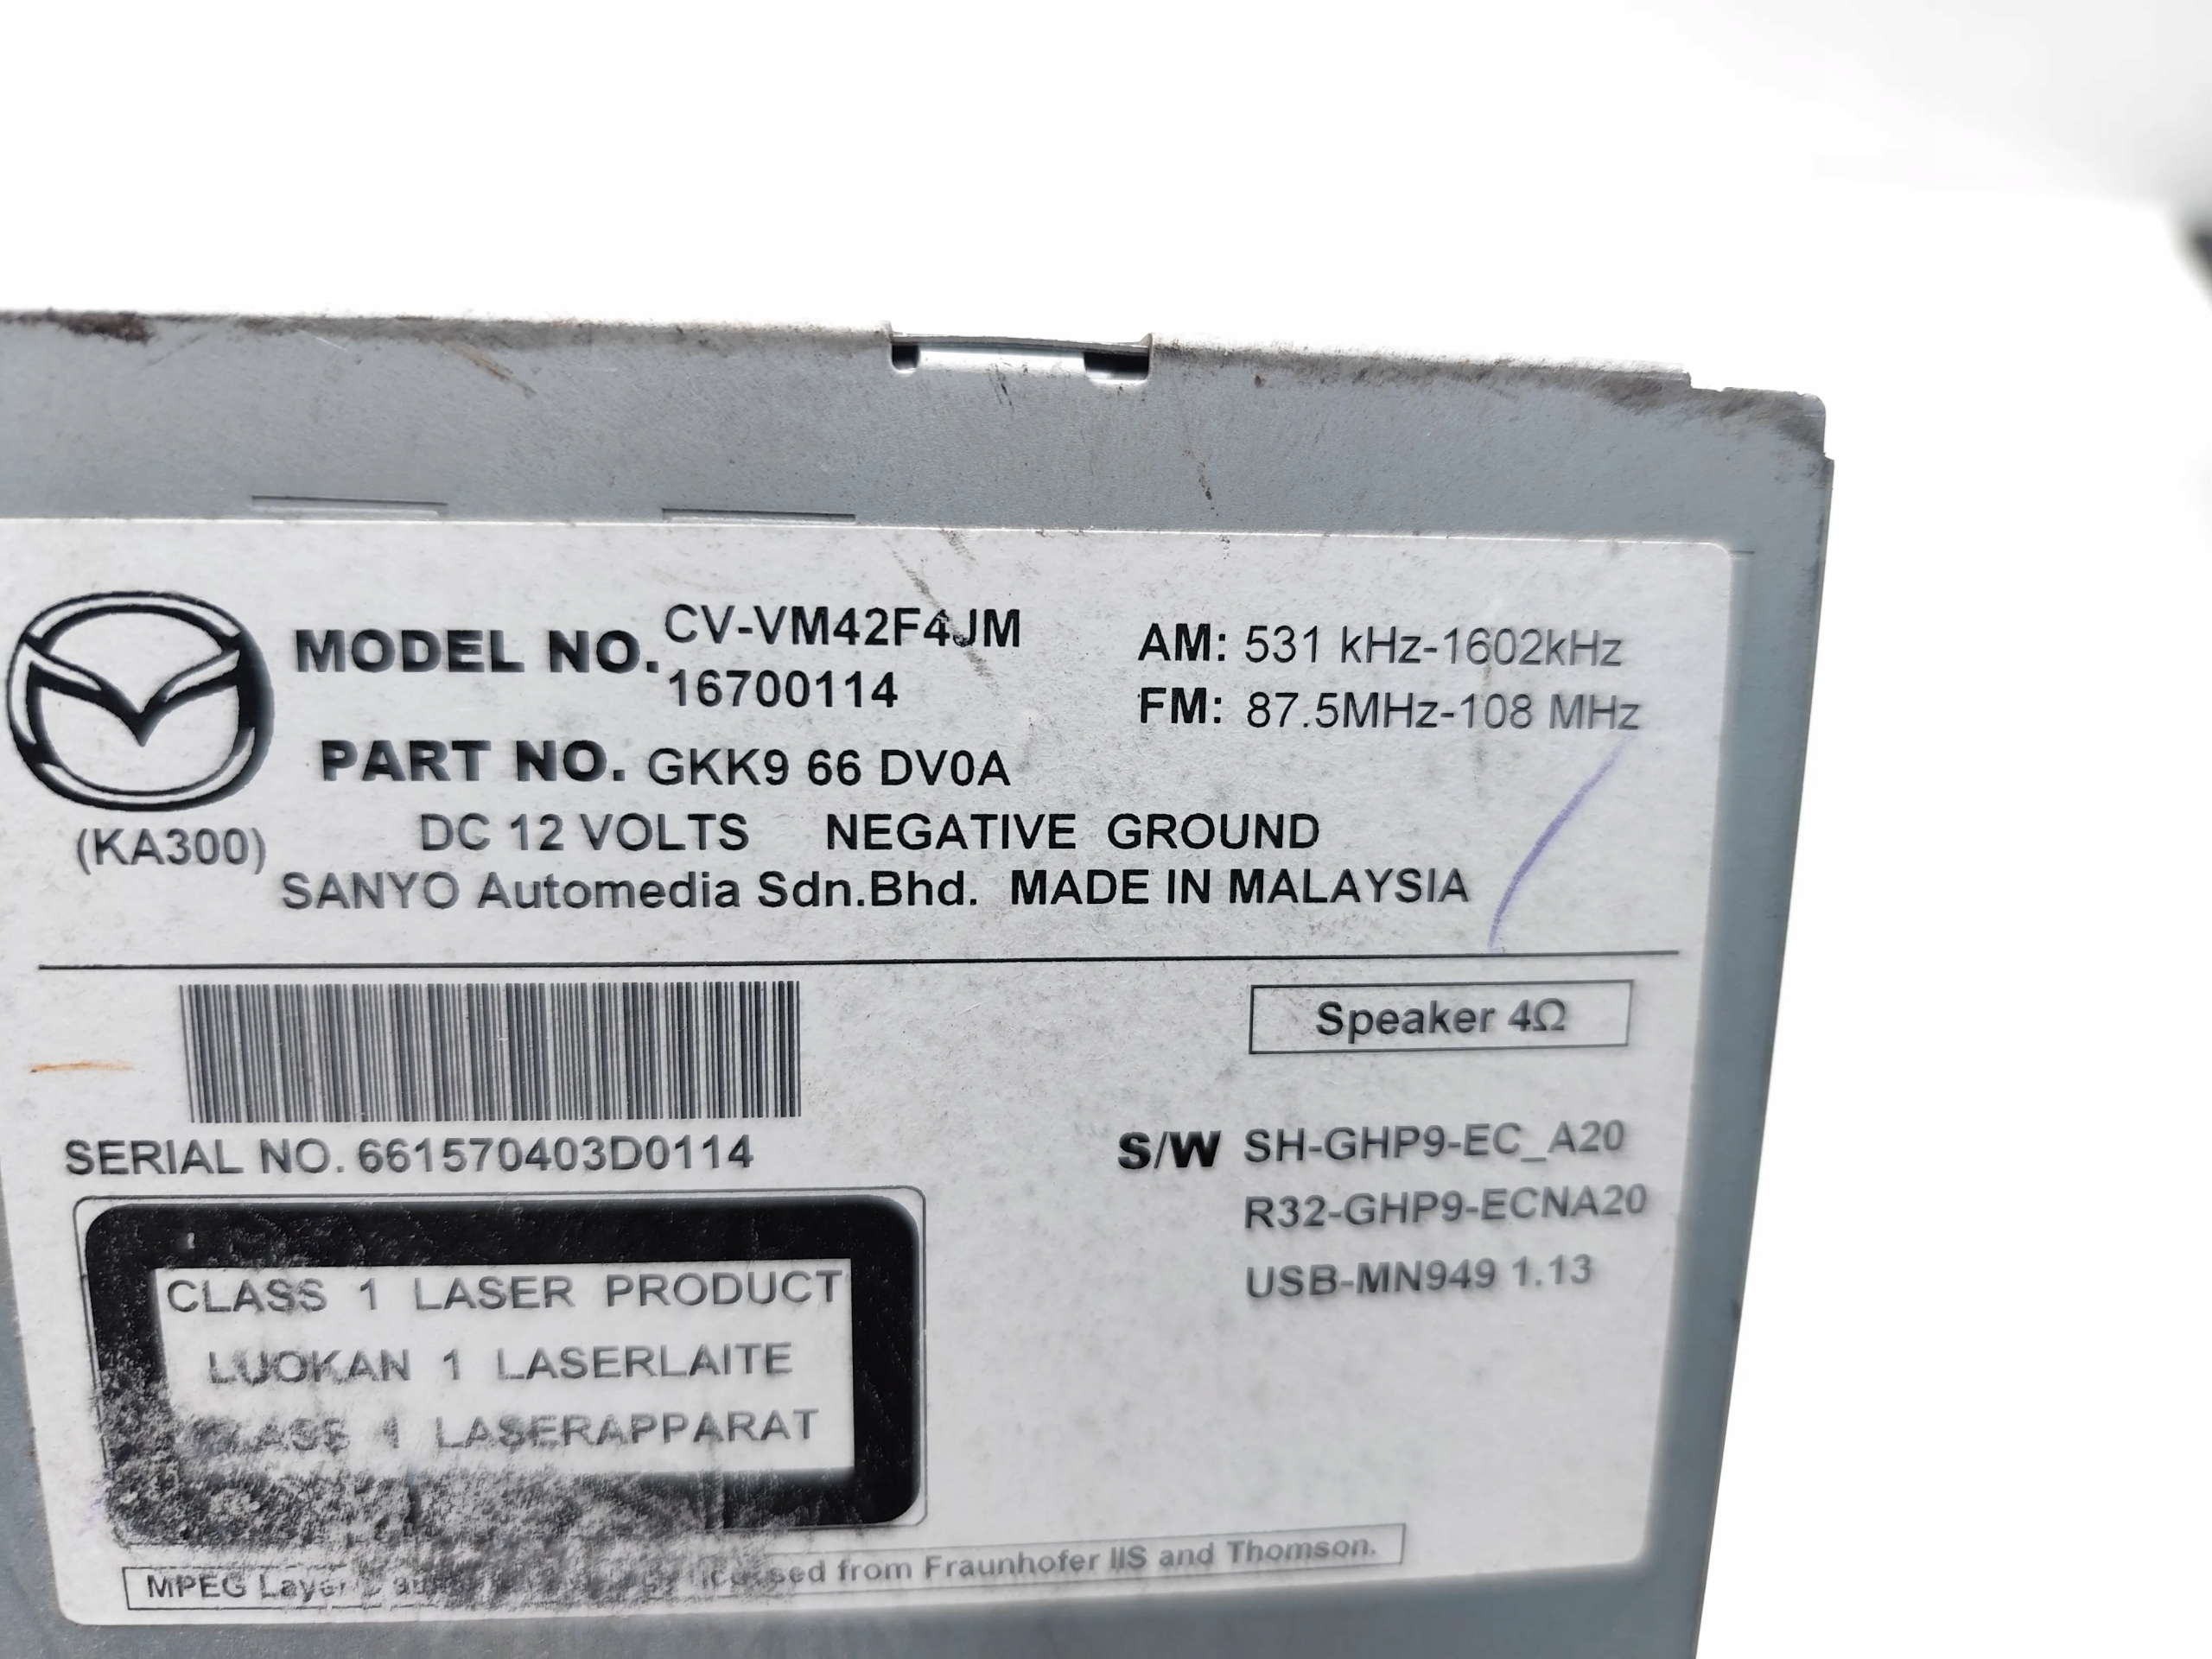 MODEL NO. CV-VM42F4JM
16700114
AM: 531 kHz-1602kHz
FM: 87.5MHz-108 MHz
PART NO. GKK9 66 DV0A
(KA300)
DC 12 VOLTS NEGATIVE GROUND
SANYO Automedia Sdn.Bhd. MADE IN MALAYSIA
Speaker 4Ω
SERIAL NO. 661570403D0114
S/W SH-GHP9-EC_A20
R32-GHP9-ECNA20
USB-MN949 1.13
CLASS 1 LASER PRODUCT
LUOKAN 1 LASERLAITE
CLASS 1 LASERAPPARAT
MPEG Layer from Fraunhofer IIS and Thomson.